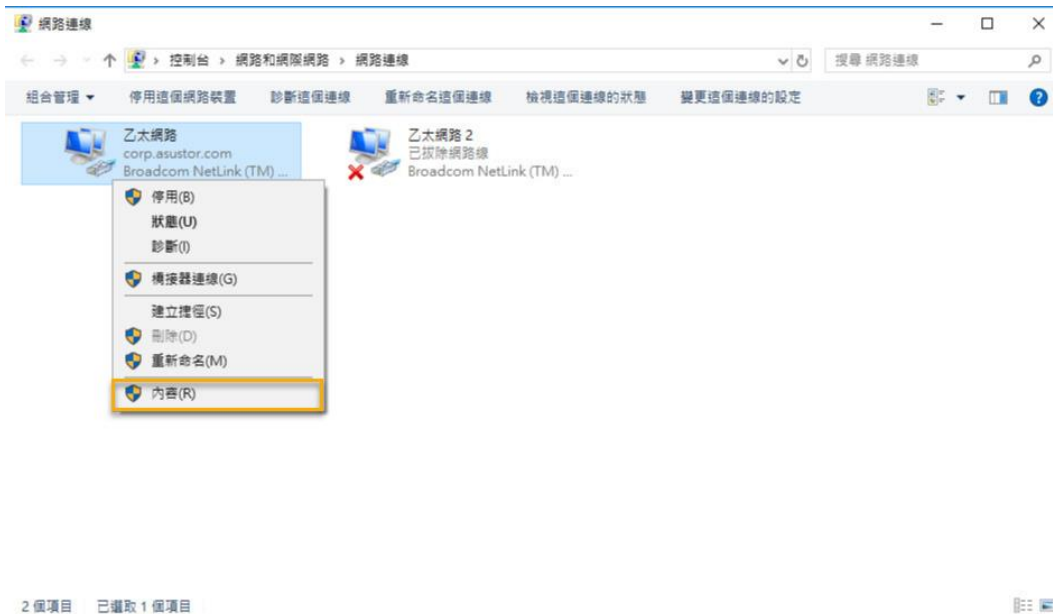 網路連線
控制台 › 網路和網際網路 › 網路連線
搜尋 網路連線
組合管理 停用這個網路裝置 診斷這個連線 重新命名這個連線 檢視這個連線的狀態 變更這個連線的設定
乙太網路
corp.asustor.com
Broadcom NetLink (TM) ...
乙太網路 2
已拔除網路線
Broadcom NetLink (TM) ...
停用(B)
狀態(U)
診斷(I)
橋接器連線(G)
建立捷徑(S)
刪除(D)
重新命名(M)
內容(R)
2 個項目 已選取 1 個項目